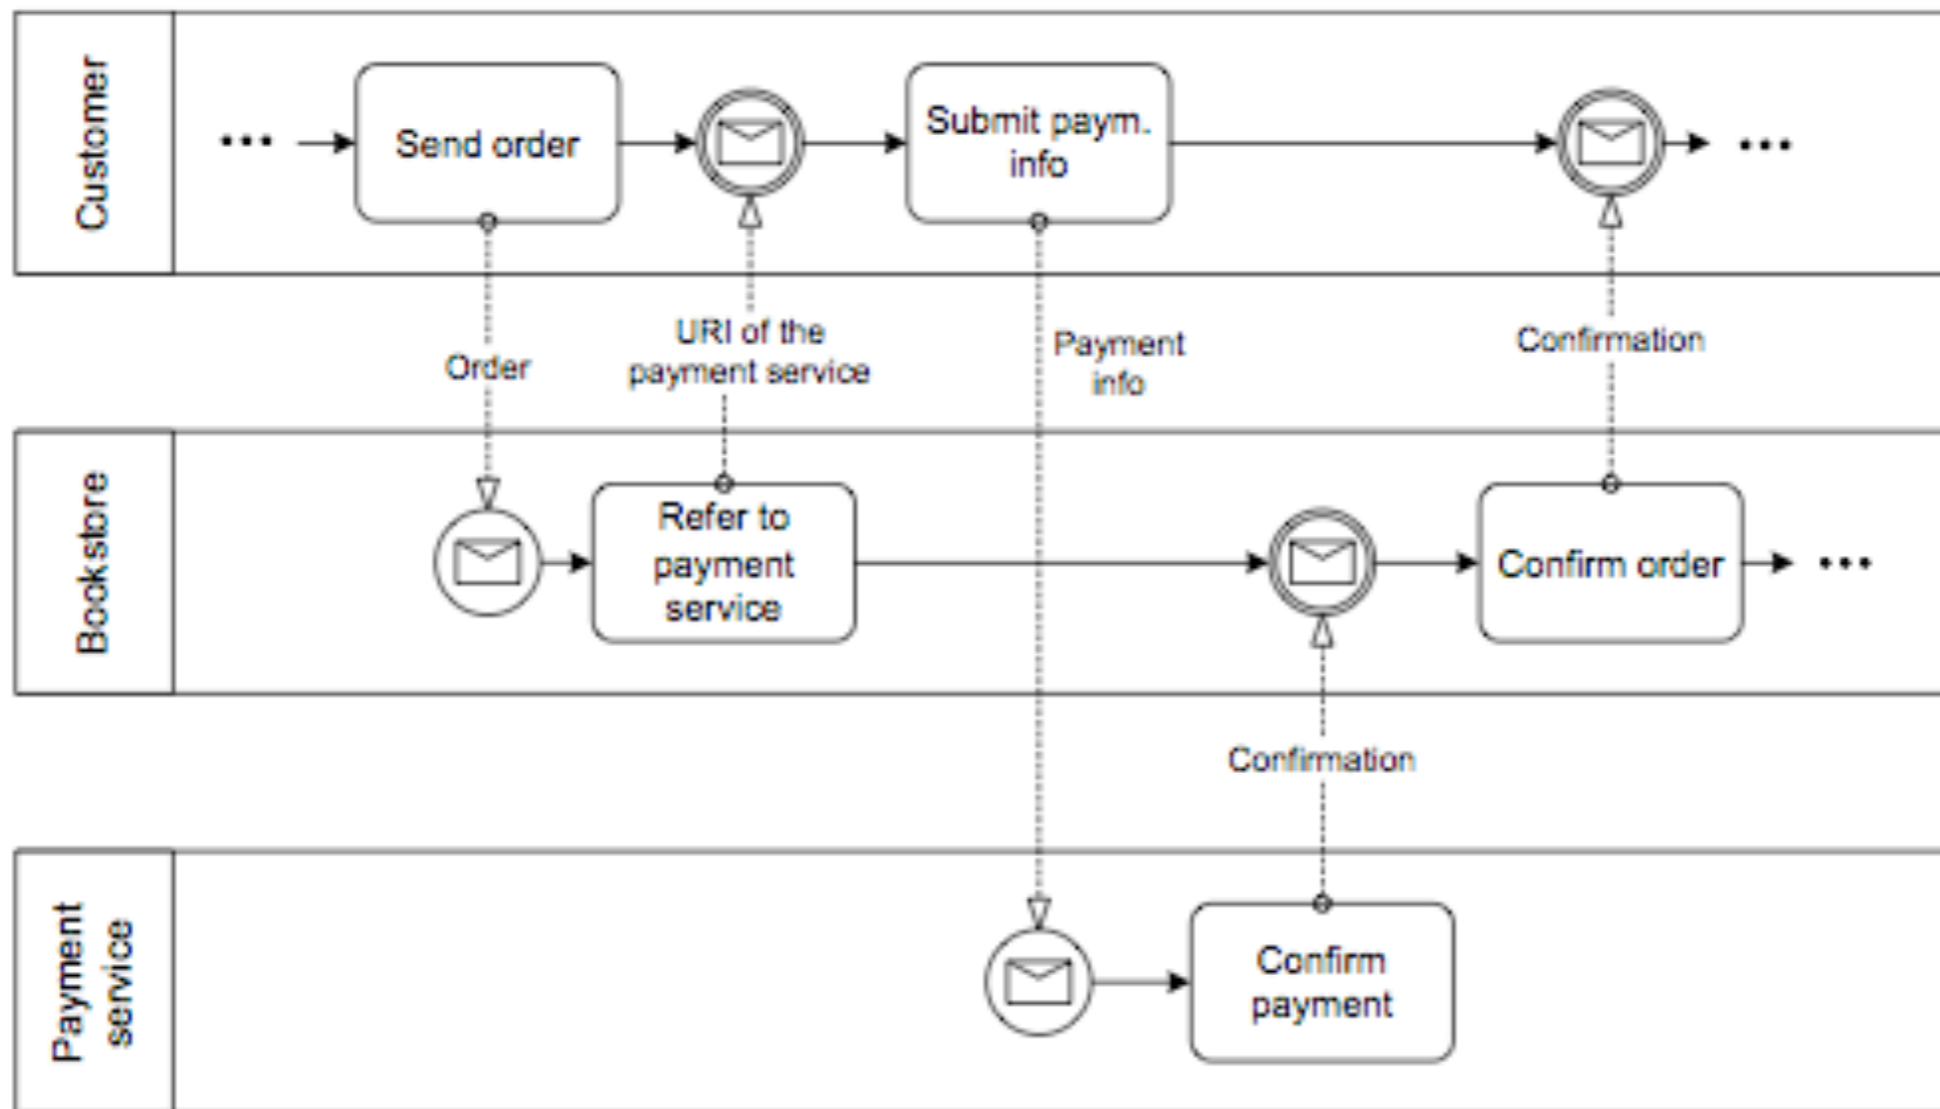 Customer
...
Send order
Submit paym.
info
...
Order
URI of the
payment service
Payment
info
Confirmation
Bookstore
Refer to
payment
service
Confirm order
...
Confirmation
Payment
service
Confirm
payment